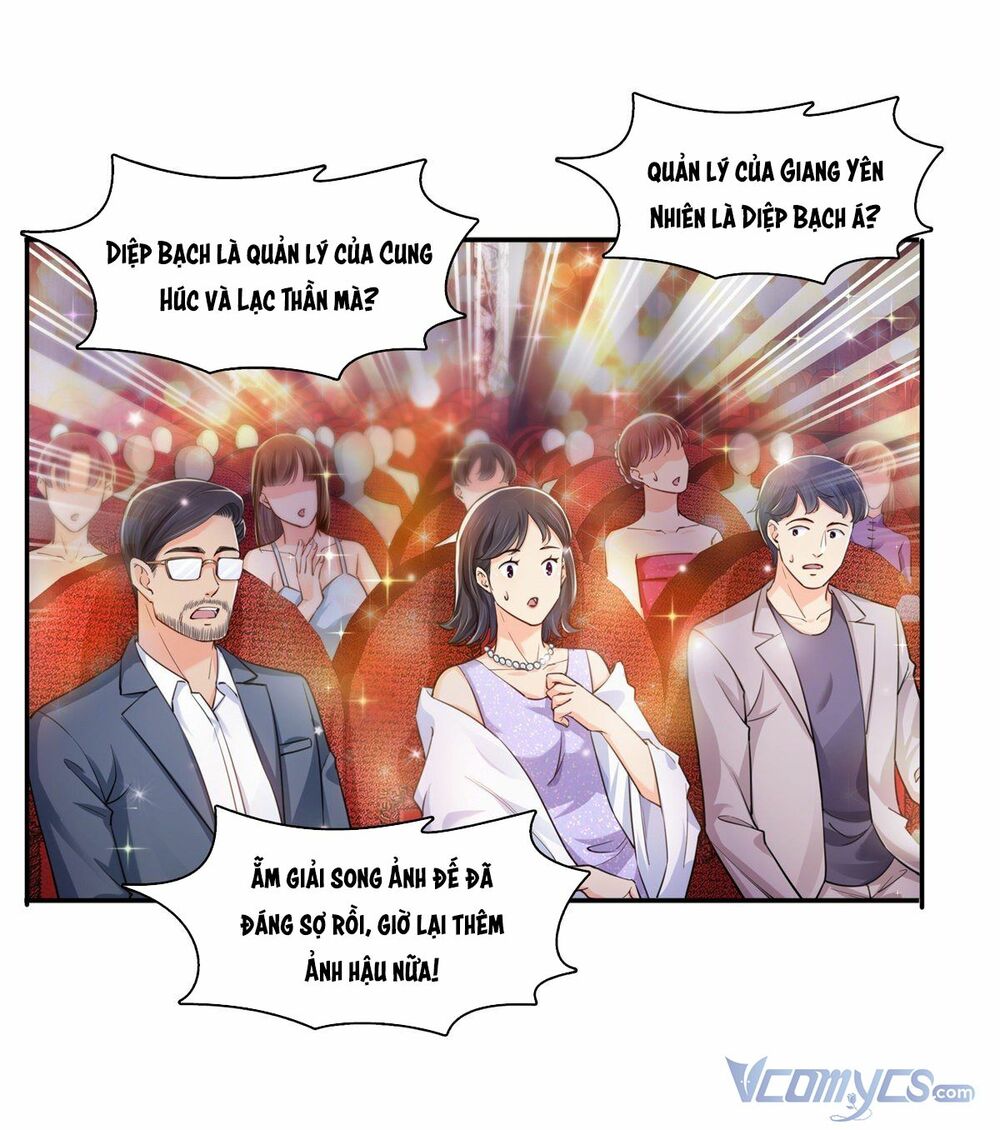 QUẢN LÝ CỦA GIANG YÊN
NHIÊN LÀ DIỆP BẠCH Á?
DIỆP BẠCH LÀ QUẢN LÝ CỦA CUNG
HÚC VÀ LẠC THẦN MÀ?
ẴM GIẢI SONG ẢNH ĐẾ ĐÃ
ĐÁNG SỢ RỒI, GIỜ LẠI THÊM
ẢNH HẬU NỮA!
VCOMYCS.com